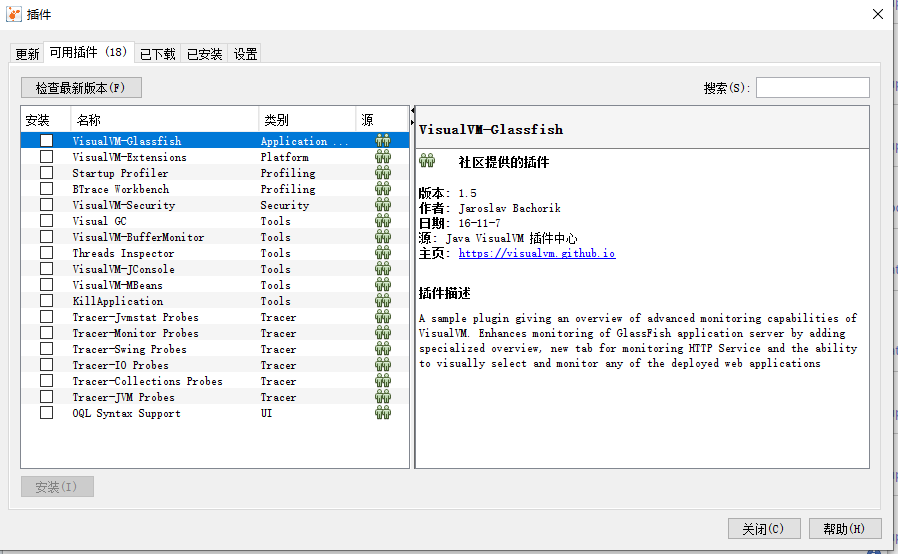 插件
更新 可用插件 (18) 已下载 已安装 设置
检查最新版本(F) 搜索(S):
安装 名称 类别 源
VisualVM-Glassfish Application ...
VisualVM-Extensions Platform
Startup Profiler Profiling
BTrace Workbench Profiling
VisualVM-Security Security
Visual GC Tools
VisualVM-BufferMonitor Tools
Threads Inspector Tools
VisualVM-JConsole Tools
VisualVM-MBeans Tools
KillApplication Tools
Tracer-Jvmstat Probes Tracer
Tracer-Monitor Probes Tracer
Tracer-Swing Probes Tracer
Tracer-IO Probes Tracer
Tracer-Collections Probes Tracer
Tracer-JVM Probes Tracer
OQL Syntax Support UI
VisualVM-Glassfish
社区提供的插件
版本: 1.5
作者: Jaroslav Bachorik
日期: 16-11-7
源: Java VisualVM 插件中心
主页: https://visualvm.github.io
插件描述
A sample plugin giving an overview of advanced monitoring capabilities of
VisualVM. Enhances monitoring of GlassFish application server by adding
specialized overview, new tab for monitoring HTTP Service and the ability
to visually select and monitor any of the deployed web applications
安装(I)
关闭(C) 帮助(H)